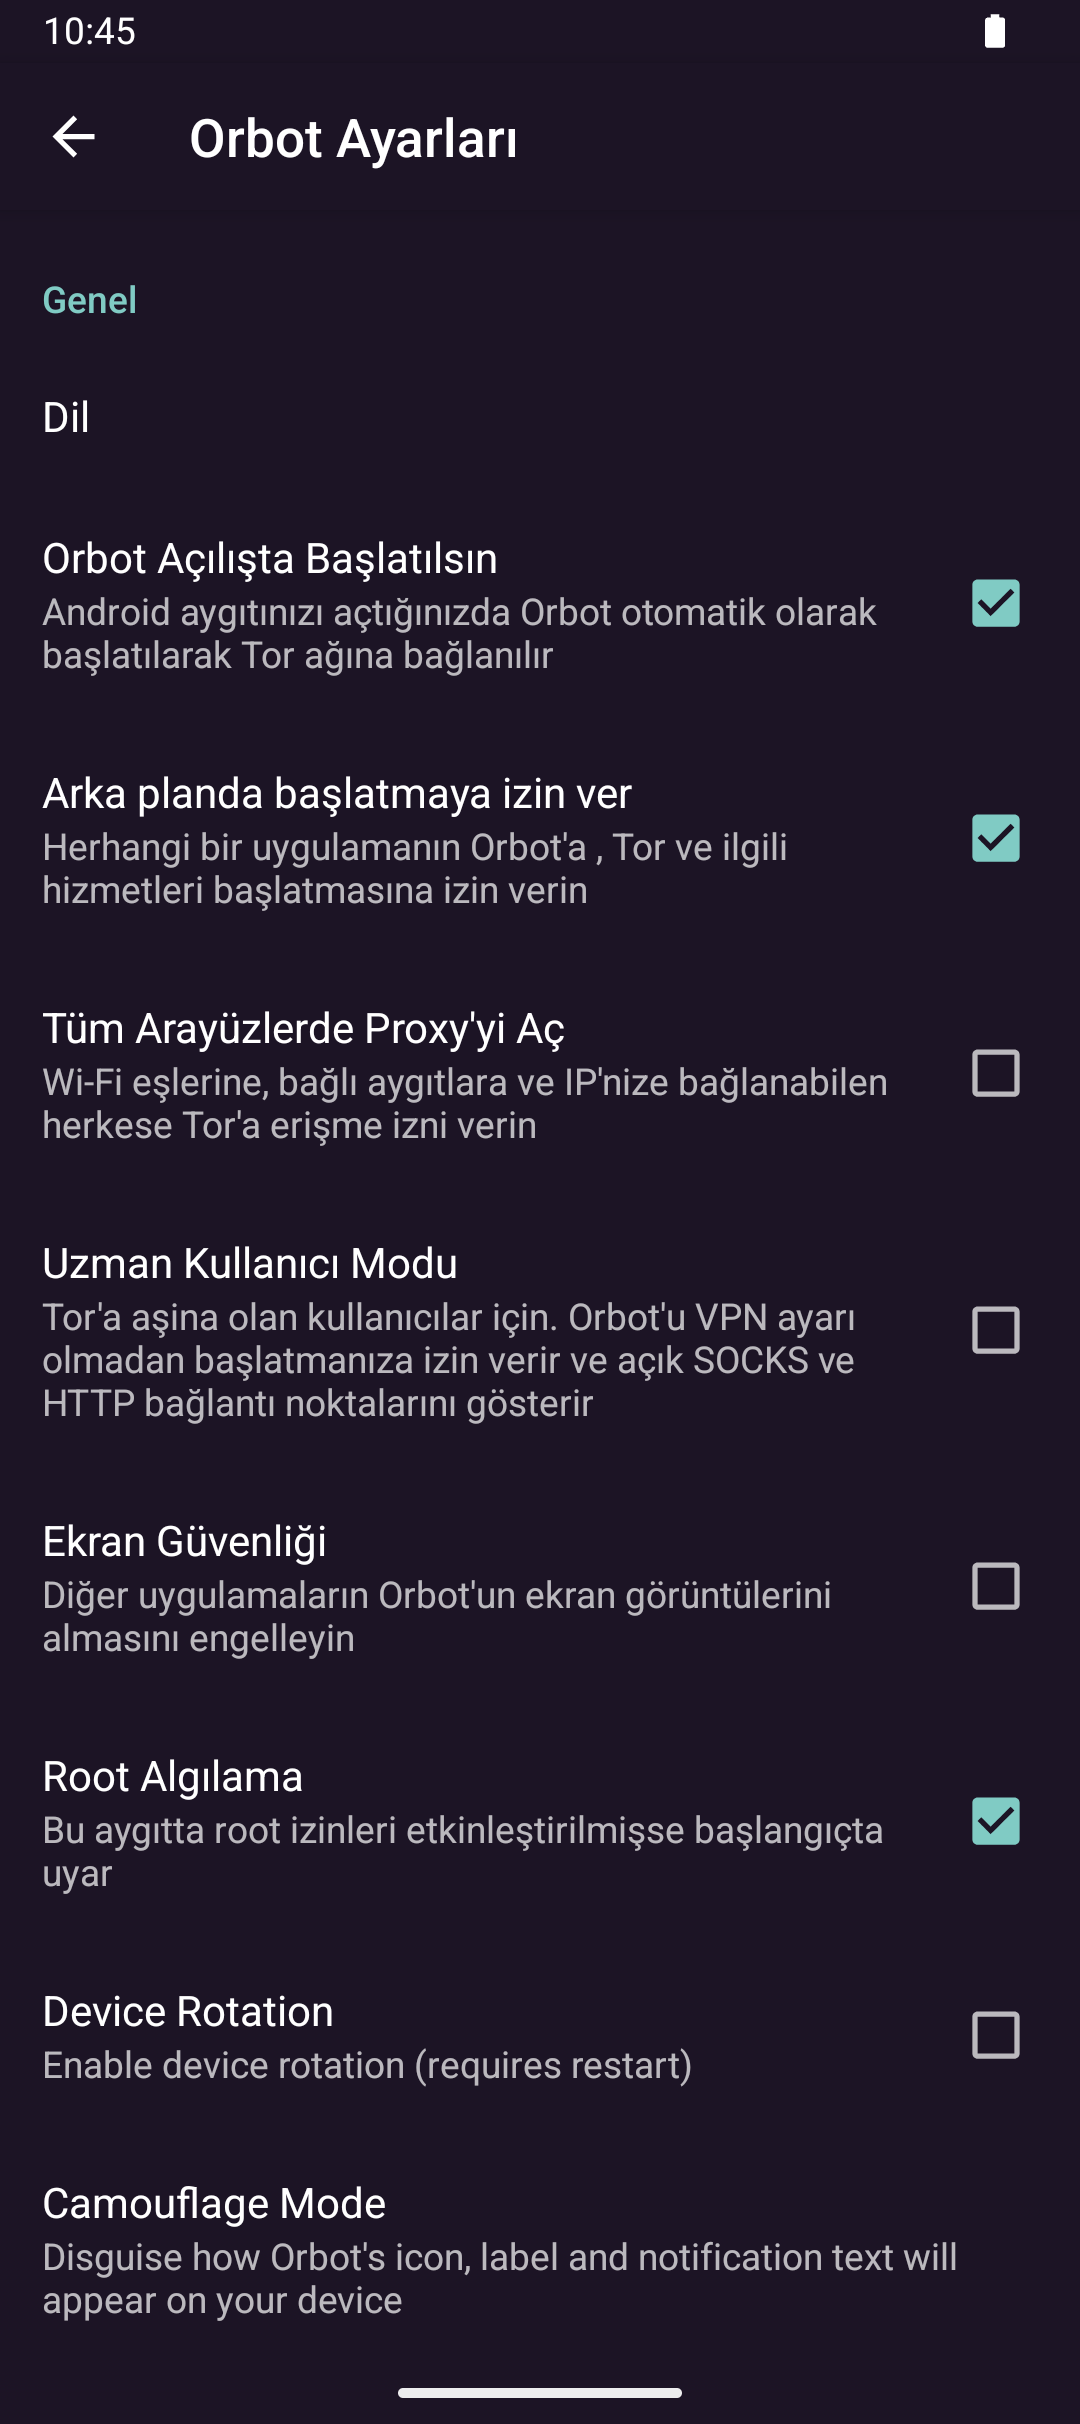 10:45
Orbot Ayarları
Genel
Dil
Orbot Açılışta Başlatılsın
Android aygıtınızı açtığınızda Orbot otomatik olarak
başlatılarak Tor ağına bağlanılır
Arka planda başlatmaya izin ver
Herhangi bir uygulamanın Orbot'a , Tor ve ilgili
hizmetleri başlatmasına izin verin
Tüm Arayüzlerde Proxy'yi Aç
Wi-Fi eşlerine, bağlı aygıtlara ve IP'nize bağlanabilen
herkese Tor'a erişme izni verin
Uzman Kullanıcı Modu
Tor'a aşina olan kullanıcılar için. Orbot'u VPN ayarı
olmadan başlatmanıza izin verir ve açık SOCKS ve
HTTP bağlantı noktalarını gösterir
Ekran Güvenliği
Diğer uygulamaların Orbot'un ekran görüntülerini
almasını engelleyin
Root Algılama
Bu aygıtta root izinleri etkinleştirilmişse başlangıçta
uyar
Device Rotation
Enable device rotation (requires restart)
Camouflage Mode
Disguise how Orbot's icon, label and notification text will
appear on your device